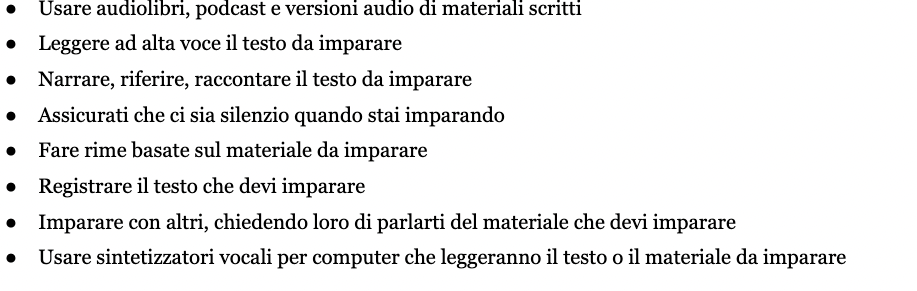 ● Usare audiolibri, podcast e versioni audio di materiali scritti
● Leggere ad alta voce il testo da imparare
● Narrare, riferire, raccontare il testo da imparare
● Assicurati che ci sia silenzio quando stai imparando
● Fare rime basate sul materiale da imparare
● Registrare il testo che devi imparare
● Imparare con altri, chiedendo loro di parlarti del materiale che devi imparare
● Usare sintetizzatori vocali per computer che leggeranno il testo o il materiale da imparare